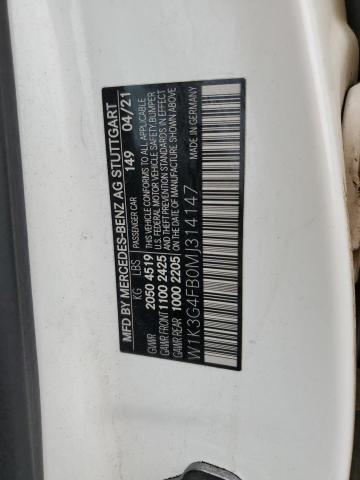 MFD BY MERCEDES-BENZ AG STUTTGART
PASSENGER CAR 149 04/21
KG LBS
GVWR 2050 4519
GAWR FRONT 1100 2425
GAWR REAR 1000 2205
THIS VEHICLE CONFORMS TO ALL APPLICABLE
U.S. FEDERAL MOTOR VEHICLE SAFETY, BUMPER
AND THEFT PREVENTION STANDARDS IN EFFECT ON
THE DATE OF MANUFACTURE SHOWN ABOVE
W1K3G4FB0MJ314147
MADE IN GERMANY